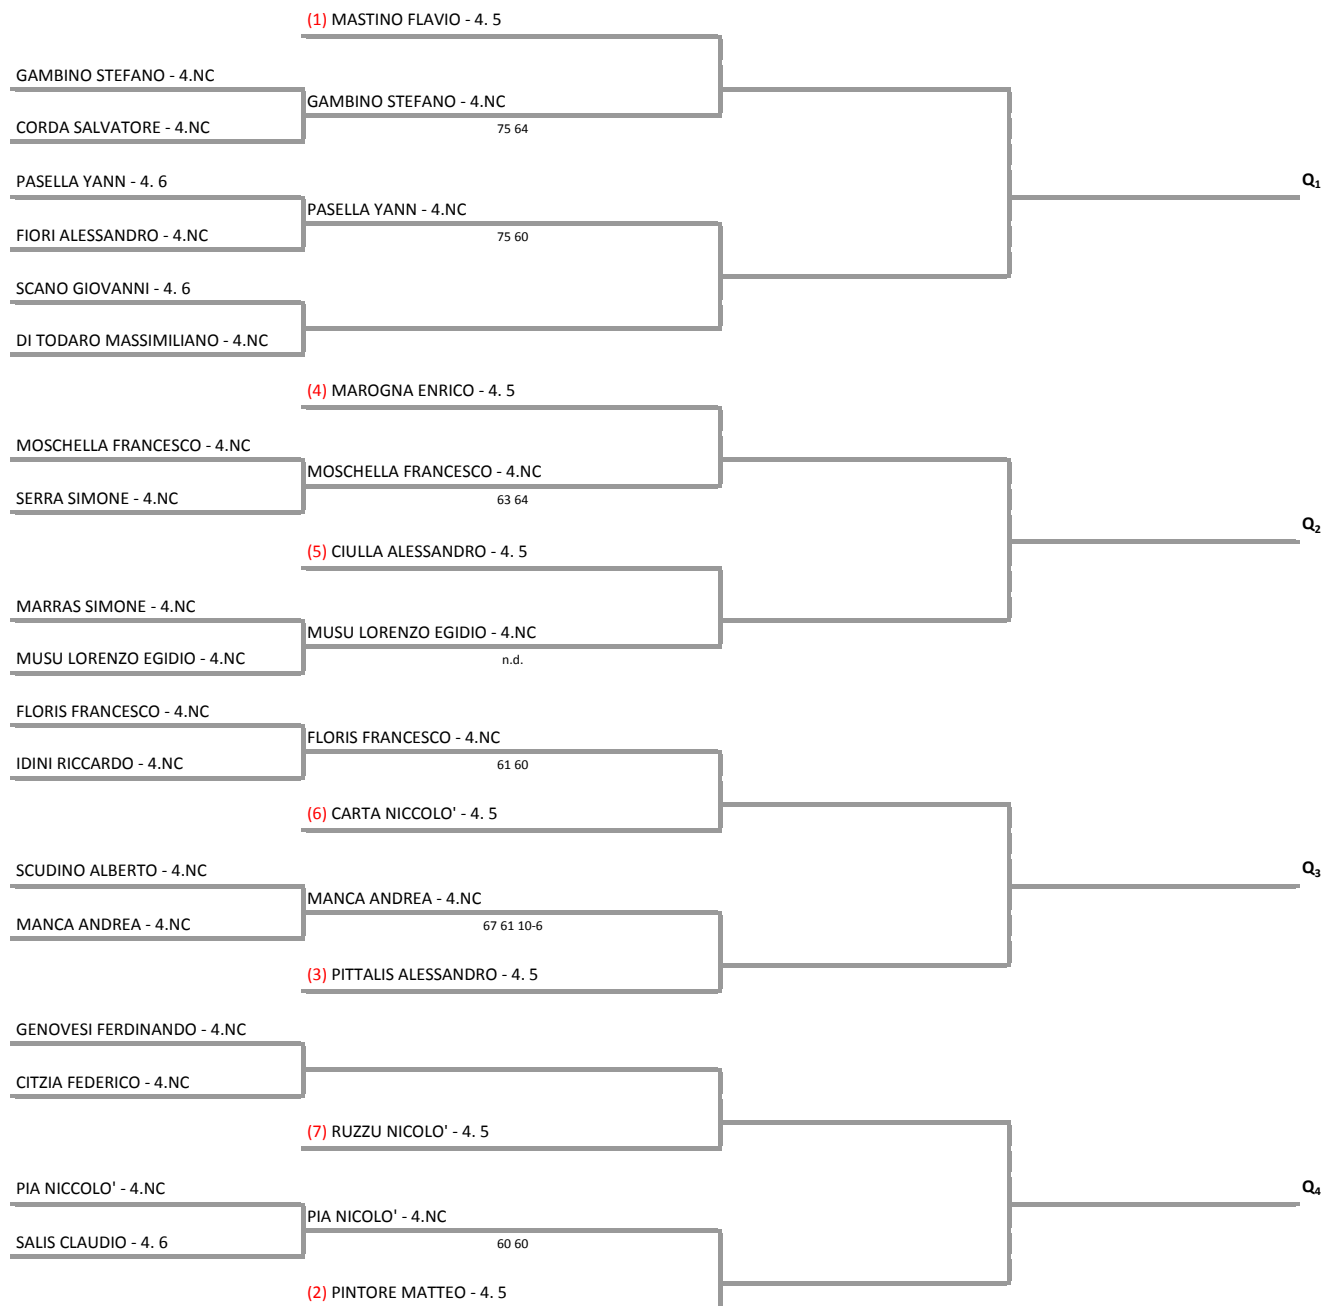 (1) MASTINO FLAVIO - 4. 5
GAMBINO STEFANO - 4.NC
GAMBINO STEFANO - 4.NC
CORDA SALVATORE - 4.NC
75 64
PASELLA YANN - 4. 6
Q1
PASELLA YANN - 4.NC
FIORI ALESSANDRO - 4.NC
75 60
SCANO GIOVANNI - 4. 6
DI TODARO MASSIMILIANO - 4.NC
(4) MAROGNA ENRICO - 4. 5
MOSCHELLA FRANCESCO - 4.NC
MOSCHELLA FRANCESCO - 4.NC
SERRA SIMONE - 4.NC
63 64
Q2
(5) CIULLA ALESSANDRO - 4. 5
MARRAS SIMONE - 4.NC
MUSU LORENZO EGIDIO - 4.NC
MUSU LORENZO EGIDIO - 4.NC
n.d.
FLORIS FRANCESCO - 4.NC
FLORIS FRANCESCO - 4.NC
IDINI RICCARDO - 4.NC
61 60
(6) CARTA NICCOLO' - 4. 5
SCUDINO ALBERTO - 4.NC
Q3
MANCA ANDREA - 4.NC
MANCA ANDREA - 4.NC
67 61 10-6
(3) PITTALIS ALESSANDRO - 4. 5
GENOVESI FERDINANDO - 4.NC
CITZIA FEDERICO - 4.NC
(7) RUZZU NICOLO' - 4. 5
PIA NICCOLO' - 4.NC
Q4
PIA NICOLO' - 4.NC
SALIS CLAUDIO - 4. 6
60 60
(2) PINTORE MATTEO - 4. 5